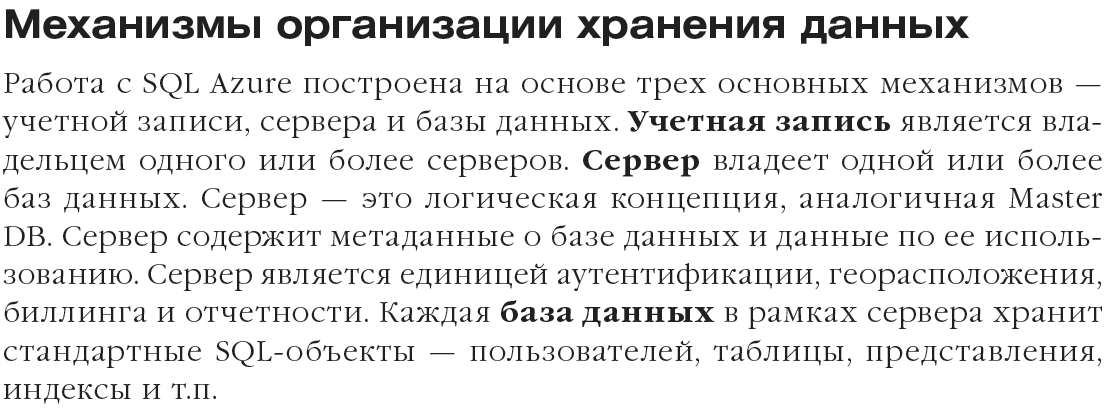 Механизмы организации хранения данных
Работа с SQL Azure построена на основе трех основных механизмов —
учетной записи, сервера и базы данных. Учетная запись является вла-
дельцем одного или более серверов. Сервер владеет одной или более
баз данных. Сервер — это логическая концепция, аналогичная Master
DB. Сервер содержит метаданные о базе данных и данные по ее исполь-
зованию. Сервер является единицей аутентификации, георасположения,
биллинга и отчетности. Каждая база данных в рамках сервера хранит
стандартные SQL-объекты — пользователей, таблицы, представления,
индексы и т.п.